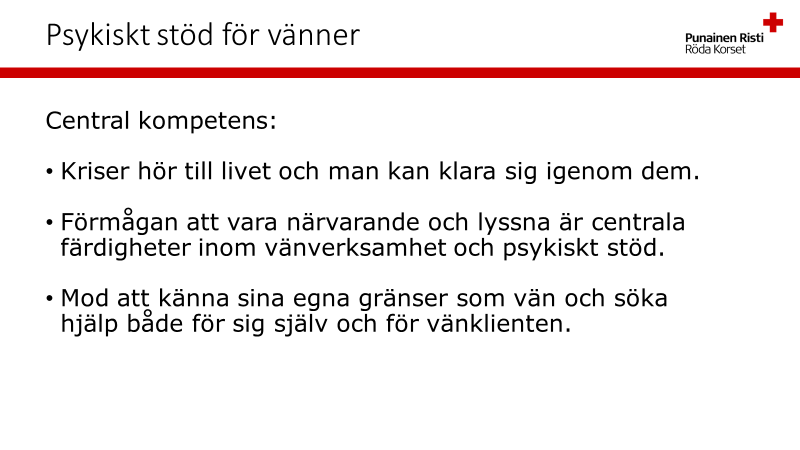 Psykiskt stöd för vänner
Punainen Risti
Röda Korset
Central kompetens:
• Kriser hör till livet och man kan klara sig igenom dem.
• Förmågan att vara närvarande och lyssna är centrala
färdigheter inom vänverksamhet och psykiskt stöd.
• Mod att känna sina egna gränser som vän och söka
hjälp både för sig själv och för vänklienten.